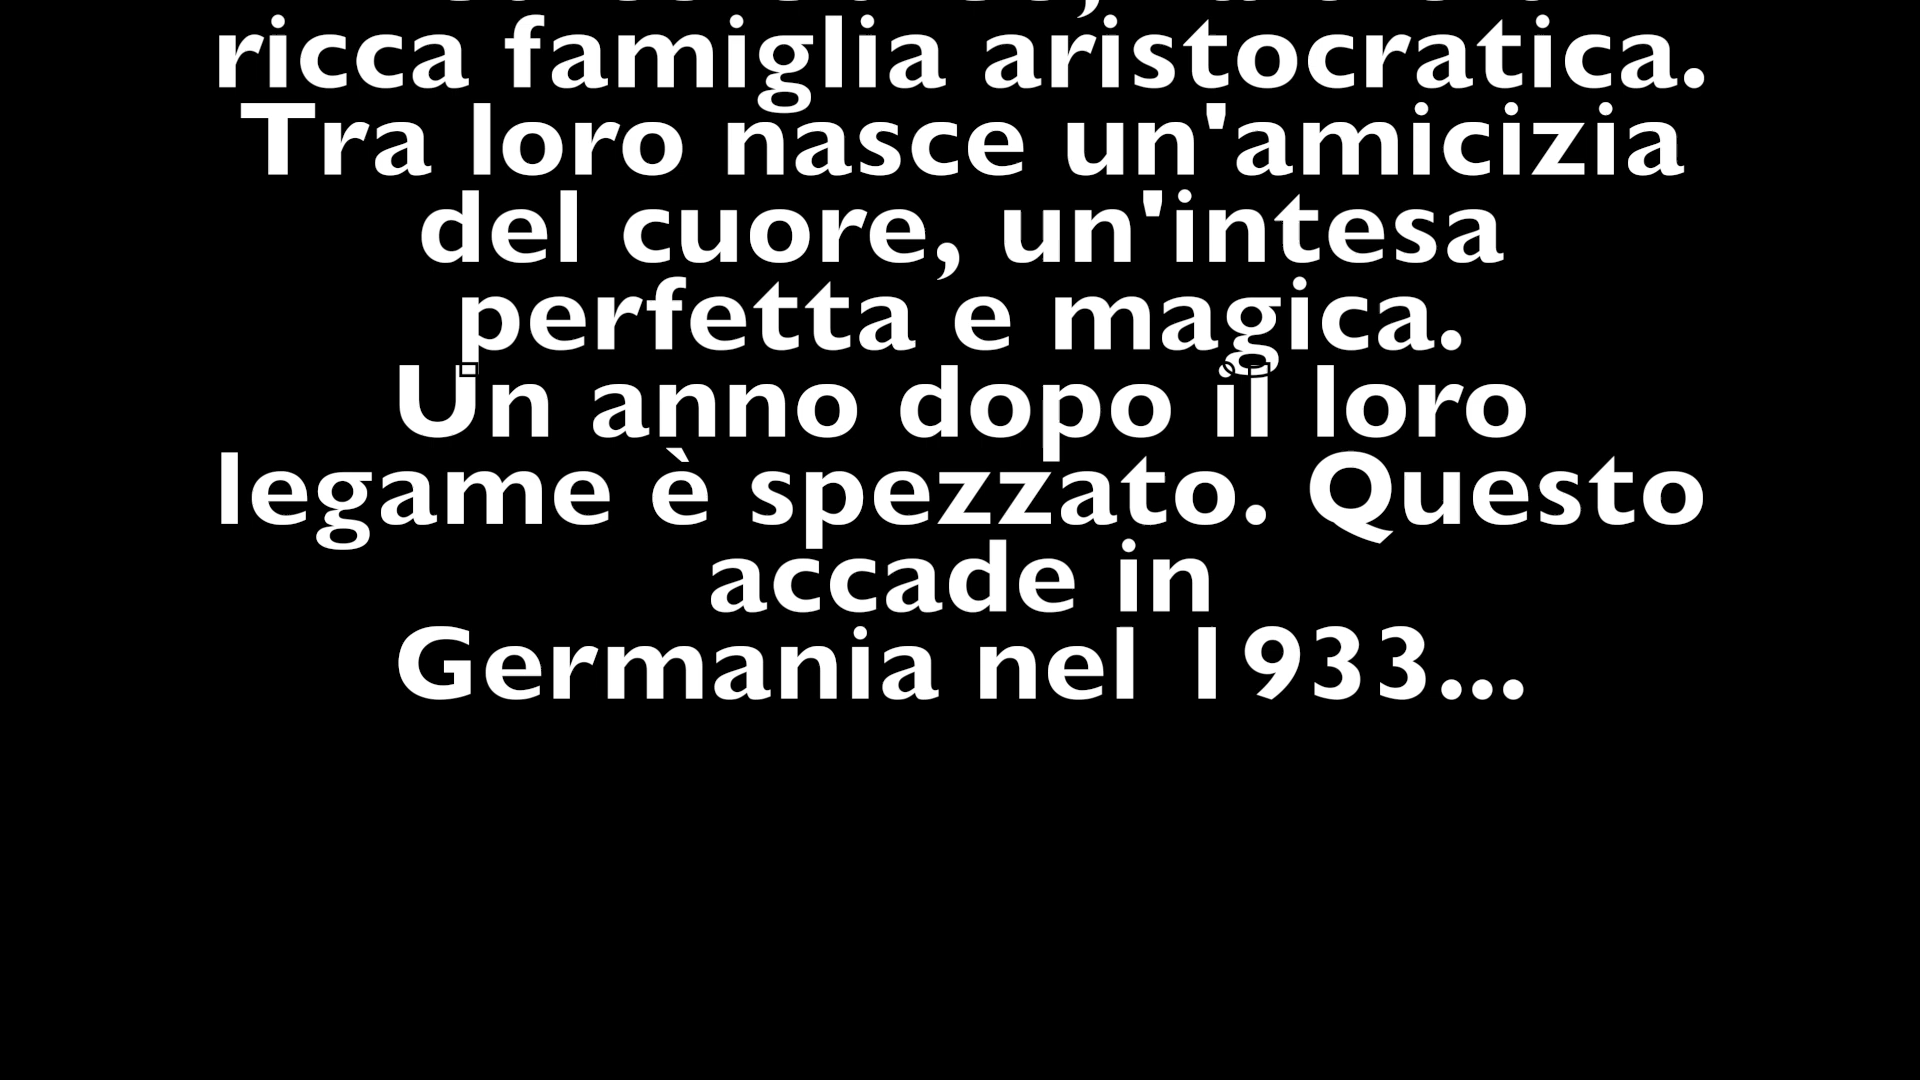 ricca famiglia aristocratica.
Tra loro nasce un'amicizia
del cuore, un'intesa
perfetta e magica.
Un anno dopo il loro
legame è spezzato. Questo
accade in
Germania nel 1933...